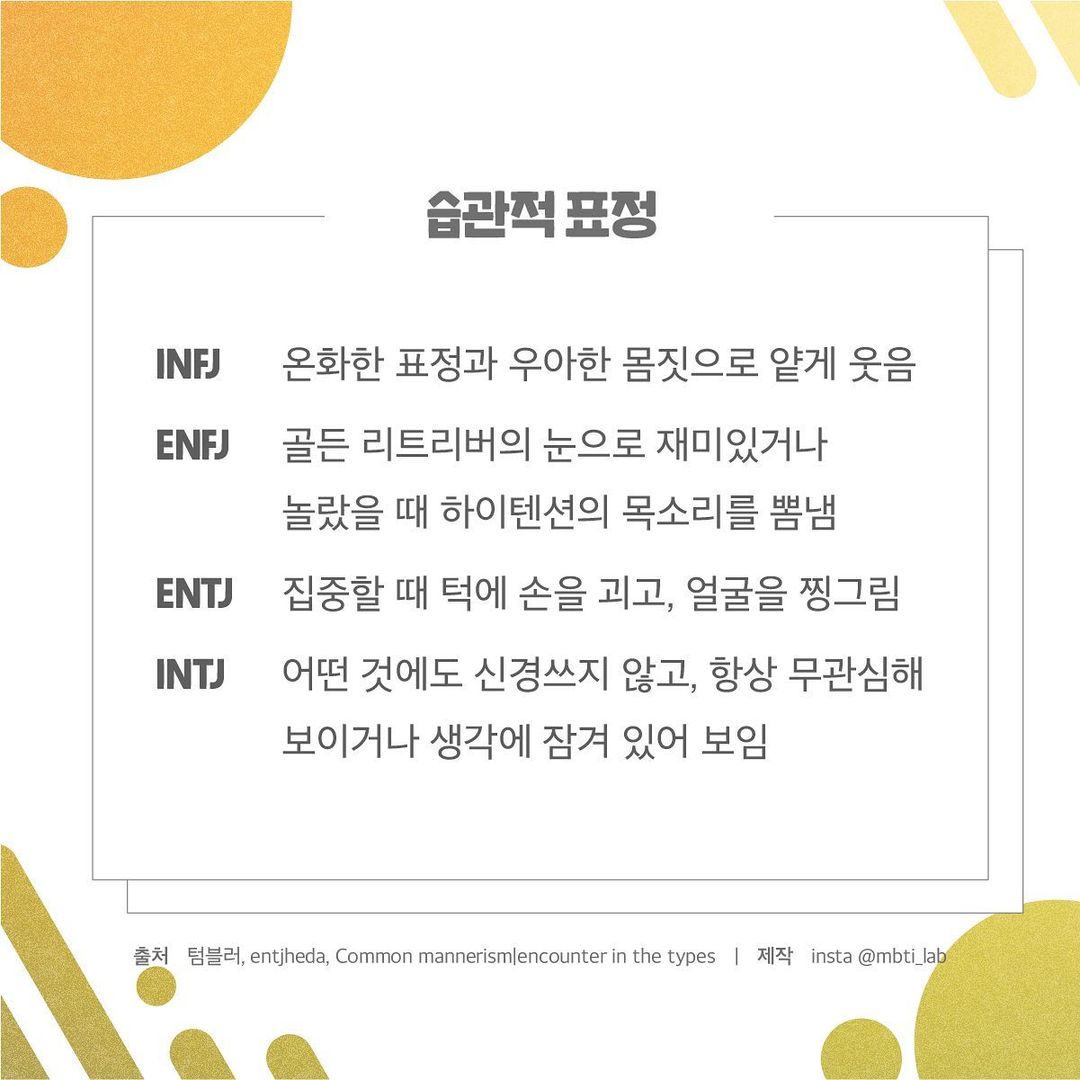 습관적 표정
INFJ 온화한 표정과 우아한 몸짓으로 얕게 웃음
ENFJ 골든 리트리버의 눈으로 재미있거나
놀랐을 때 하이텐션의 목소리를 뿜냄
ENTJ 집중할 때 턱에 손을 괴고, 얼굴을 찡그림
INTJ 어떤 것에도 신경쓰지 않고, 항상 무관심해
보이거나 생각에 잠겨 있어 보임
출처 텀블러, entjheda, Common mannerism|encounter in the types | 제작 insta @mbti_lab